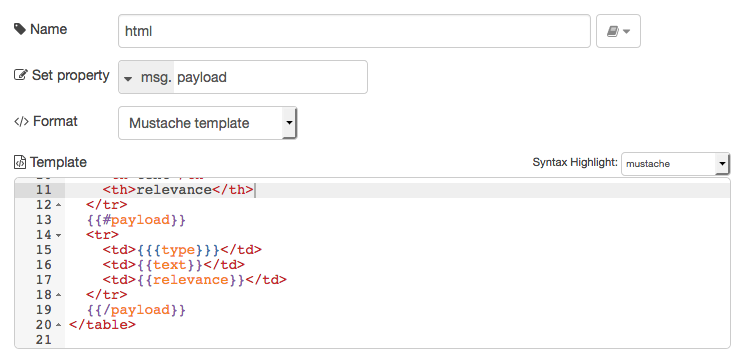 Name html
Set property msg. payload
</> Format Mustache template
Template Syntax Highlight: mustache
11 <th>relevance</th>
12 </tr>
13 {{#payload}}
14 <tr>
15 <td>{{{type}}}</td>
16 <td>{{text}}</td>
17 <td>{{relevance}}</td>
18 </tr>
19 {{/payload}}
20 </table>
21